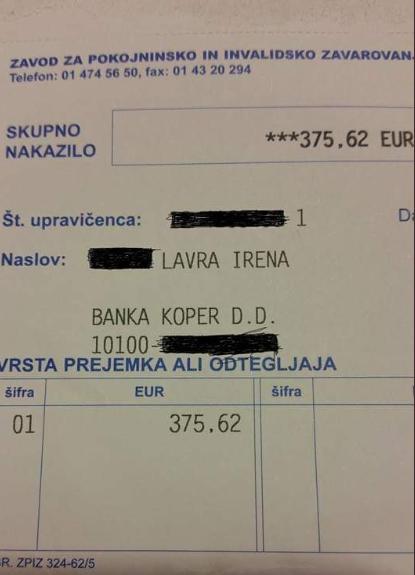 ZAVOD ZA POKOJNINSKO IN INVALIDSKO ZAVAROVAN
Telefon: 01 474 56 50, fax: 01 43 20 294
SKUPNO
NAKAZILO
***375,62 EUR
Št. upravičenca: 1
Naslov: LAVRA IRENA
BANKA KOPER D.D.
10100-
VRSTA PREJEMKA ALI ODTEGLJAJA
šifra EUR šifra
01 375,62
ZPIZ 324-62/5